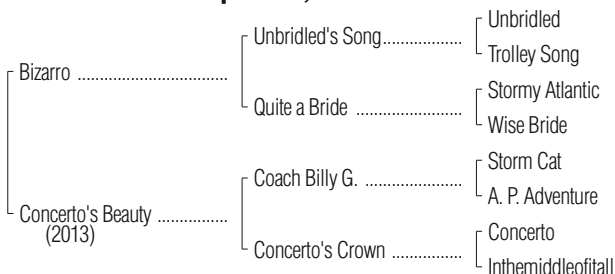 Unbridled
Unbridled's Song
Trolley Song
Bizarro
Stormy Atlantic
Quite a Bride
Wise Bride
Storm Cat
Coach Billy G.
A. P. Adventure
Concerto's Beauty
(2013)
Concerto
Concerto's Crown
Inthemiddleofitall